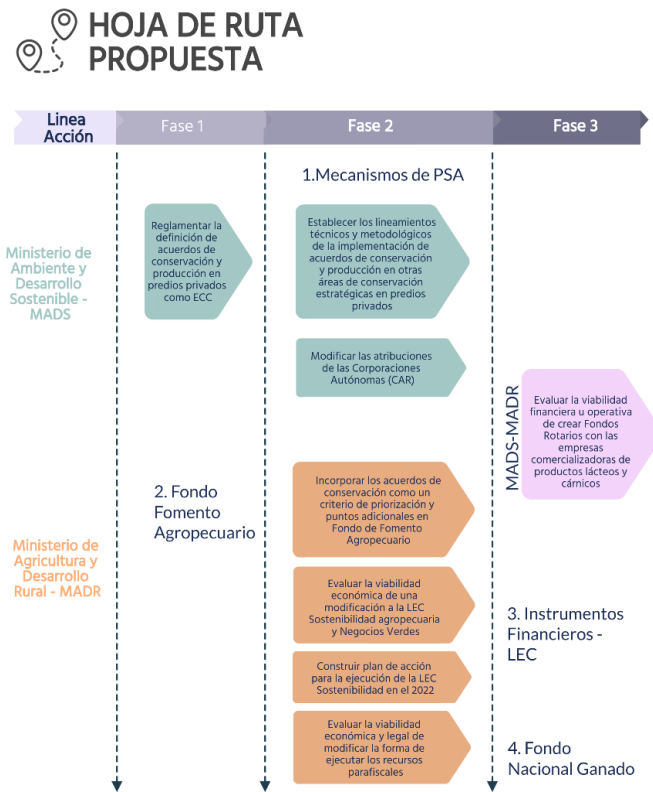 HOJA DE RUTA
PROPUESTA
Linea
Acción
Fase 1
Fase 2
Fase 3
1.Mecanismos de PSA
Ministerio de
Ambiente y
Desarrollo
Sostenible -
MADS
Reglamentar la
definición de
acuerdos de
conservación y
producción en
predios privados
como ECC
Establecer los lineamientos
técnicos y metodológicos
de la implementación de
acuerdos de conservación
y producción en otras
áreas de conservación
estratégicas en predios
privados
Modificar las atribuciones
de las Corporaciones
Autónomas (CAR)
MADS-MADR
Evaluar la viabilidad
financiera u operativa
de crear Fondos
Rotarios con las
empresas
comercializadoras de
productos lácteos y
cárnicos
2. Fondo
Fomento
Agropecuario
Ministerio de
Agricultura y
Desarrollo
Rural - MADR
Incorporar los acuerdos de
conservación como un
criterio de priorización y
puntos adicionales en
Fondo de Fomento
Agropecuario
Evaluar la viabilidad
económica de una
modificación a la LEC
Sostenibilidad agropecuaria
y Negocios Verdes
3. Instrumentos
Financieros -
LEC
Construir plan de acción
para la ejecución de la LEC
Sostenibilidad en el 2022
Evaluar la viabilidad
económica y legal de
modificar la forma de
ejecutar los recursos
parafiscales
4. Fondo
Nacional Ganado